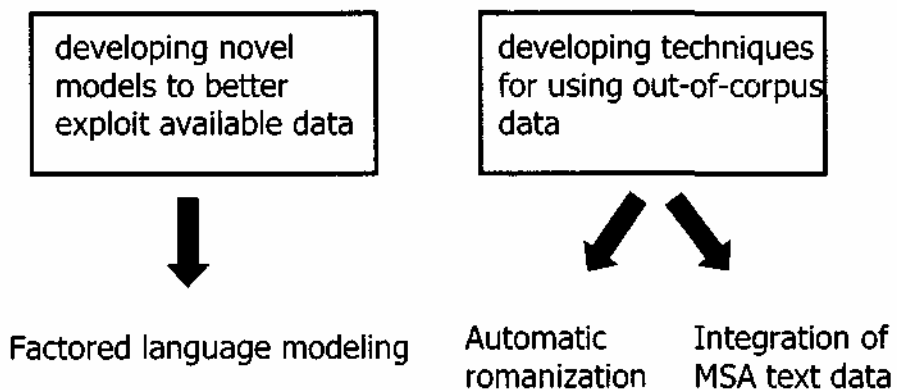 developing novel
models to better
exploit available data
developing techniques
for using out-of-corpus
data
Factored language modeling
Automatic
romanization
Integration of
MSA text data